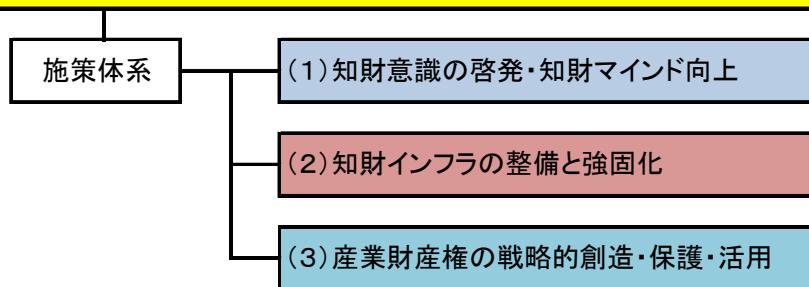 施策体系
(1)知財意識の啓発・知財マインド向上
(2)知財インフラの整備と強固化
(3)産業財産権の戦略的創造・保護・活用